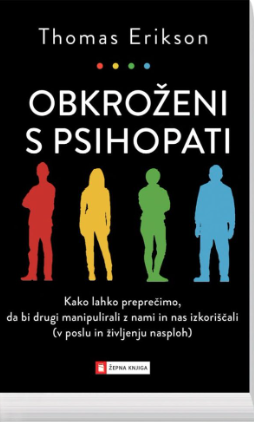 Thomas Erikson
OBKROŽENI
S PSIHOPATI
Kako lahko preprečimo,
da bi drugi manipulirali z nami in nas izkoriščali
(v poslu in življenju nasploh)
ŽEPNA KNJIGA